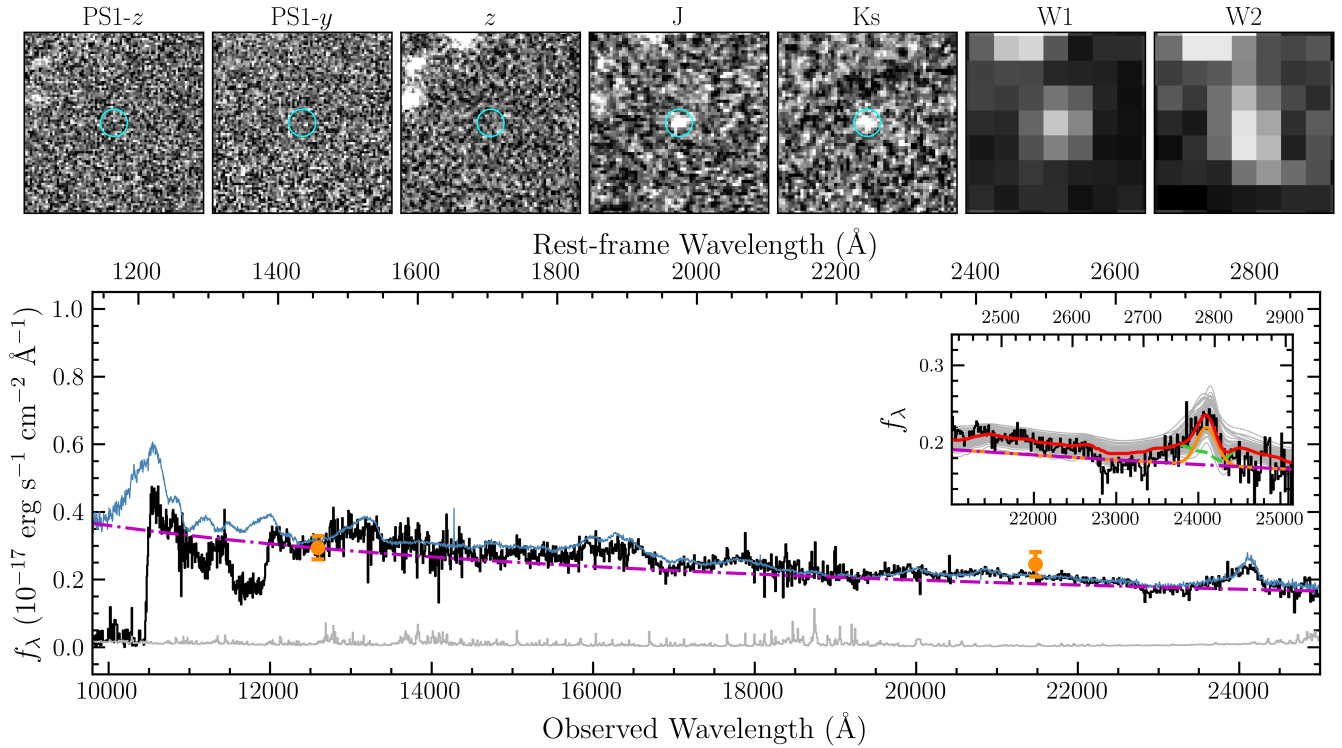 PS1-z PS1-y z J Ks W1 W2
Rest-frame Wavelength (Å)
1200 1400 1600 1800 2000 2200 2400 2600 2800
1.0
0.8
0.6
0.4
0.2
0.0
f_λ (10⁻¹⁷ erg s⁻¹ cm⁻² Å⁻¹)
2500 2600 2700 2800 2900
0.3
0.2
f_λ
22000 23000 24000 25000
10000 12000 14000 16000 18000 20000 22000 24000
Observed Wavelength (Å)